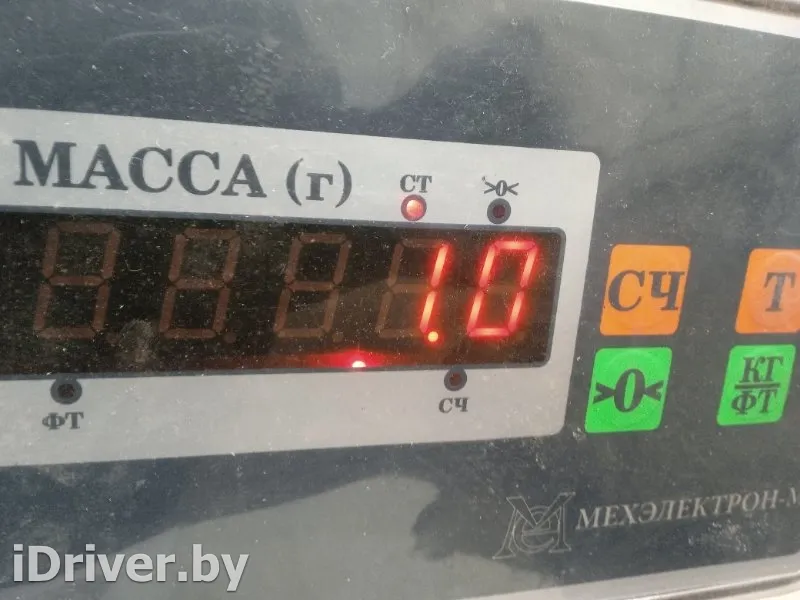 МАССА (г)
СТ
>0<
1.0
ФТ
СЧ
СЧ
Т
>0<
КГ
ФТ
МЕХЭЛЕКТРОН-М
iDriver.by